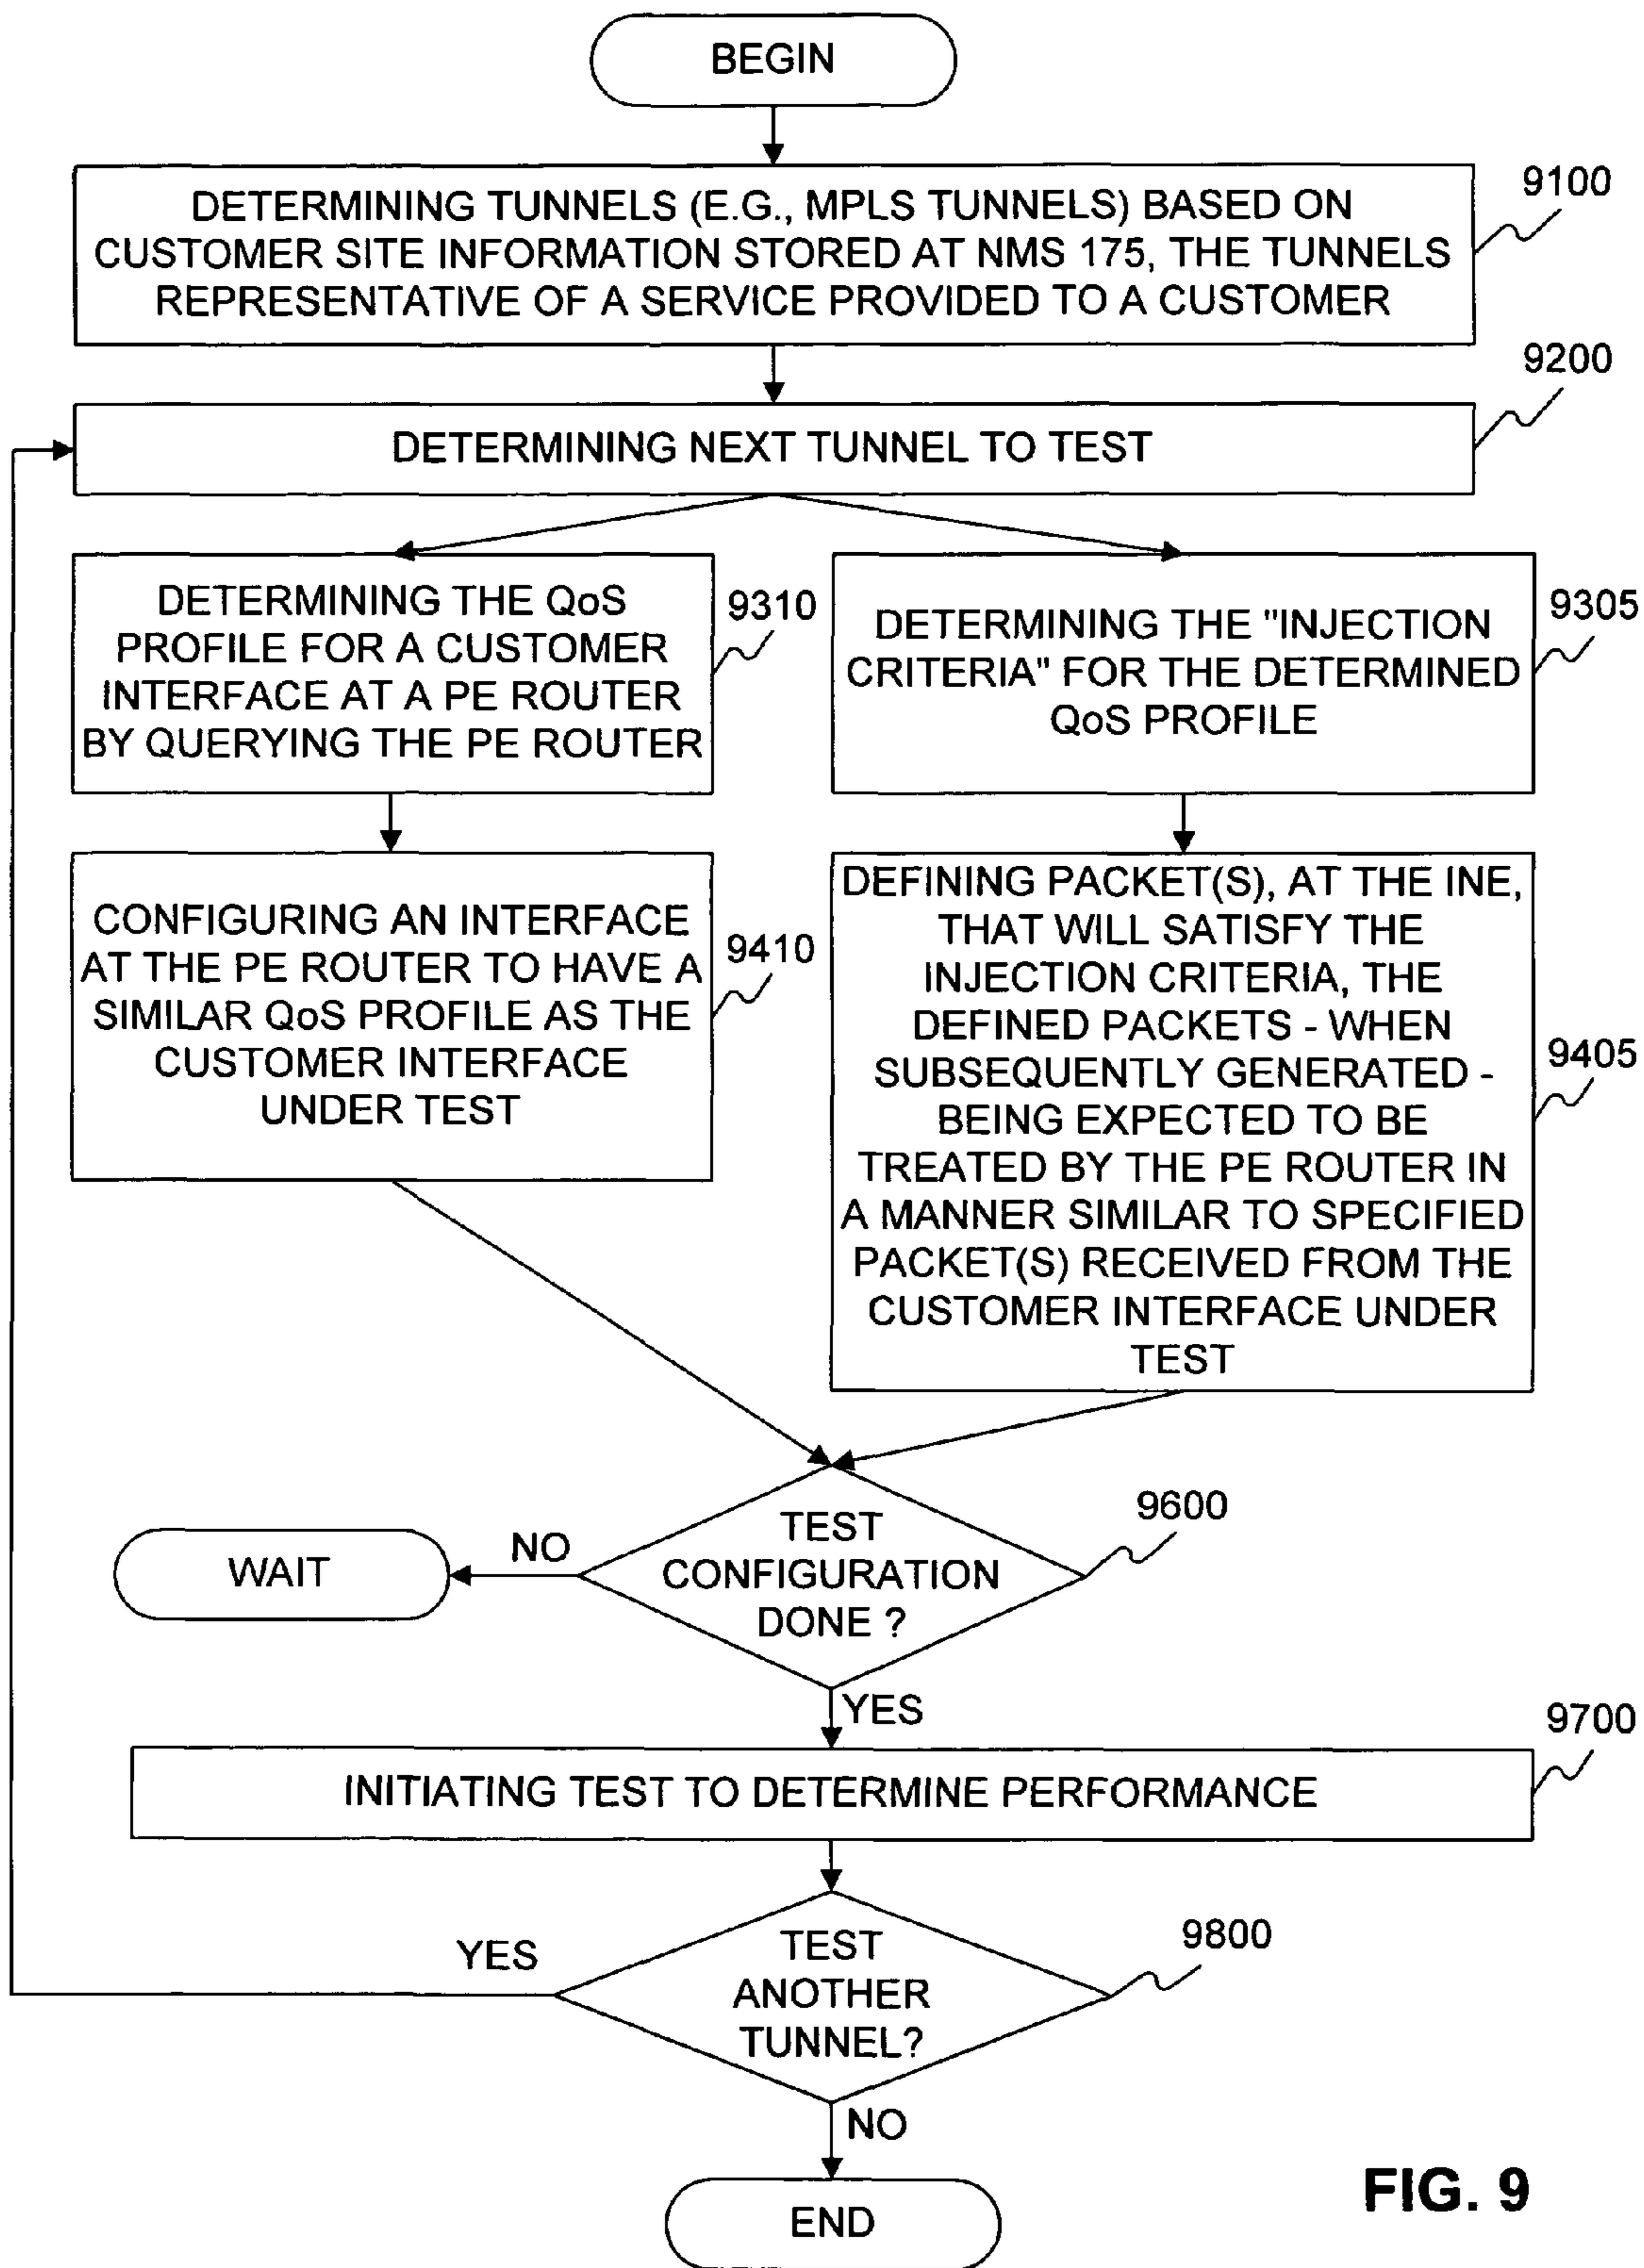 BEGIN
DETERMINING TUNNELS (E.G., MPLS TUNNELS) BASED ON
CUSTOMER SITE INFORMATION STORED AT NMS 175, THE TUNNELS
REPRESENTATIVE OF A SERVICE PROVIDED TO A CUSTOMER
9100
DETERMINING NEXT TUNNEL TO TEST
9200
DETERMINING THE QoS
PROFILE FOR A CUSTOMER
INTERFACE AT A PE ROUTER
BY QUERYING THE PE ROUTER
9310
DETERMINING THE "INJECTION
CRITERIA" FOR THE DETERMINED
QoS PROFILE
9305
CONFIGURING AN INTERFACE
AT THE PE ROUTER TO HAVE A
SIMILAR QoS PROFILE AS THE
CUSTOMER INTERFACE
UNDER TEST
9410
DEFINING PACKET(S), AT THE INE,
THAT WILL SATISFY THE
INJECTION CRITERIA, THE
DEFINED PACKETS - WHEN
SUBSEQUENTLY GENERATED -
BEING EXPECTED TO BE
TREATED BY THE PE ROUTER IN
A MANNER SIMILAR TO SPECIFIED
PACKET(S) RECEIVED FROM THE
CUSTOMER INTERFACE UNDER
TEST
9405
TEST
CONFIGURATION
DONE ?
9600
NO
WAIT
YES
INITIATING TEST TO DETERMINE PERFORMANCE
9700
TEST
ANOTHER
TUNNEL?
9800
YES
NO
END
FIG. 9